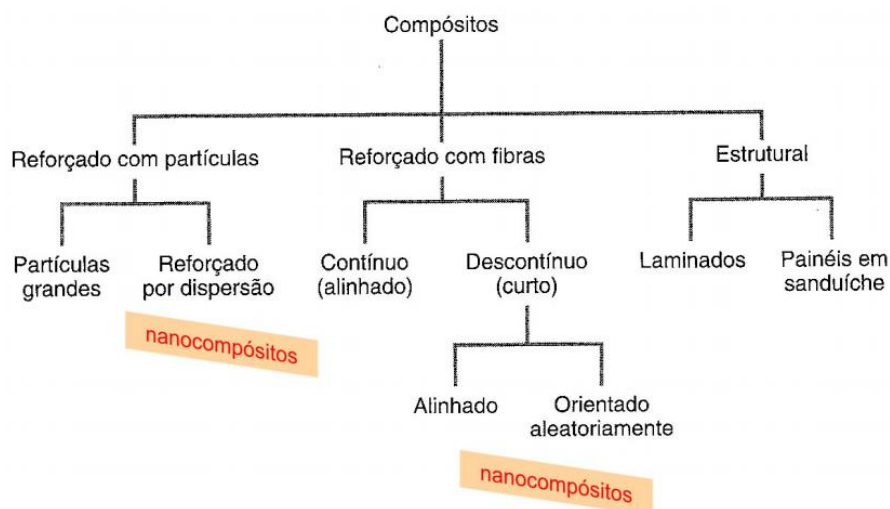 Compósitos
Reforçado com partículas
Reforçado com fibras
Estrutural
Partículas
grandes
Reforçado
por dispersão
Contínuo
(alinhado)
Descontínuo
(curto)
Laminados
Painéis em
sanduíche
nanocompósitos
Alinhado
Orientado
aleatoriamente
nanocompósitos